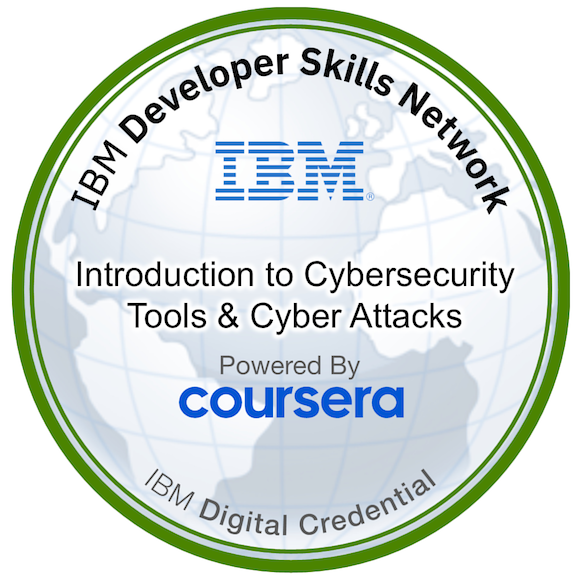 IBM Developer Skills Network
IBM®
Introduction to Cybersecurity
Tools & Cyber Attacks
Powered By
coursera
IBM Digital Credential